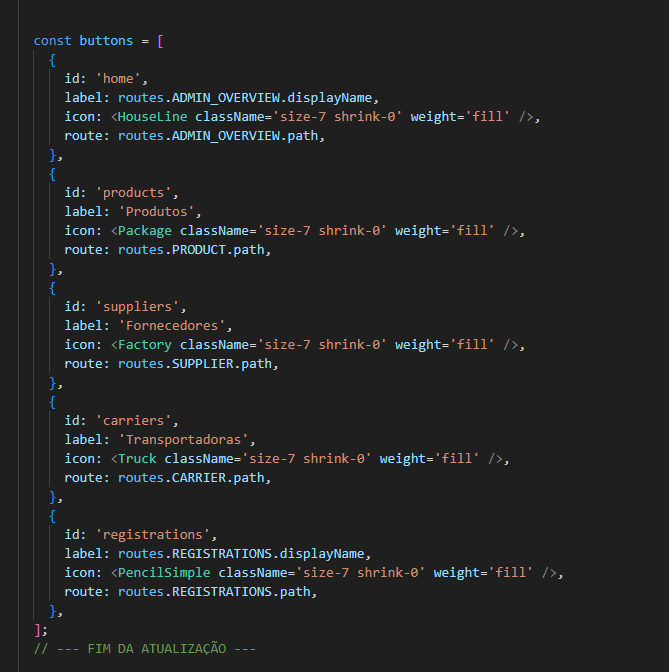 const buttons = [
{
id: 'home',
label: routes.ADMIN_OVERVIEW.displayName,
icon: <HouseLine className='size-7 shrink-0' weight='fill' />,
route: routes.ADMIN_OVERVIEW.path,
},
{
id: 'products',
label: 'Produtos',
icon: <Package className='size-7 shrink-0' weight='fill' />,
route: routes.PRODUCT.path,
},
{
id: 'suppliers',
label: 'Fornecedores',
icon: <Factory className='size-7 shrink-0' weight='fill' />,
route: routes.SUPPLIER.path,
},
{
id: 'carriers',
label: 'Transportadoras',
icon: <Truck className='size-7 shrink-0' weight='fill' />,
route: routes.CARRIER.path,
},
{
id: 'registrations',
label: routes.REGISTRATIONS.displayName,
icon: <PencilSimple className='size-7 shrink-0' weight='fill' />,
route: routes.REGISTRATIONS.path,
},
];
// --- FIM DA ATUALIZAÇÃO ---